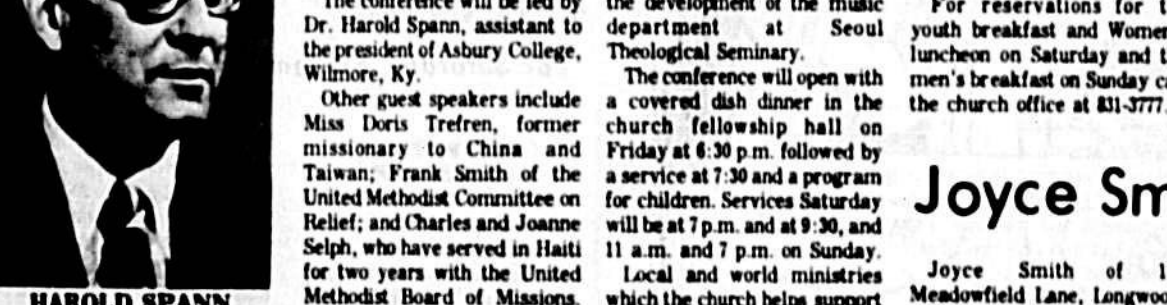 HAROLD SPANN
The conference will be led by
Dr. Harold Spann, assistant to
the president of Asbury College,
Wilmore, Ky.
Other guest speakers include
Miss Doris Trefren, former
missionary to China and
Taiwan; Frank Smith of the
United Methodist Committee on
Relief; and Charles and Joanne
Selph, who have served in Haiti
for two years with the United
Methodist Board of Missions.
the development of the music
department at Seoul
Theological Seminary.
The conference will open with
a covered dish dinner in the
church fellowship hall on
Friday at 6:30 p.m. followed by
a service at 7:30 and a program
for children. Services Saturday
will be at 7 p.m. and at 9:30, and
11 a.m. and 7 p.m. on Sunday.
Local and world ministries
which the church helps support
For reservations for
youth breakfast and
luncheon on Saturday and
men's breakfast on Sunday
the church office at 831-3777.
Joyce
Joyce Smith of
Meadowfield Lane,